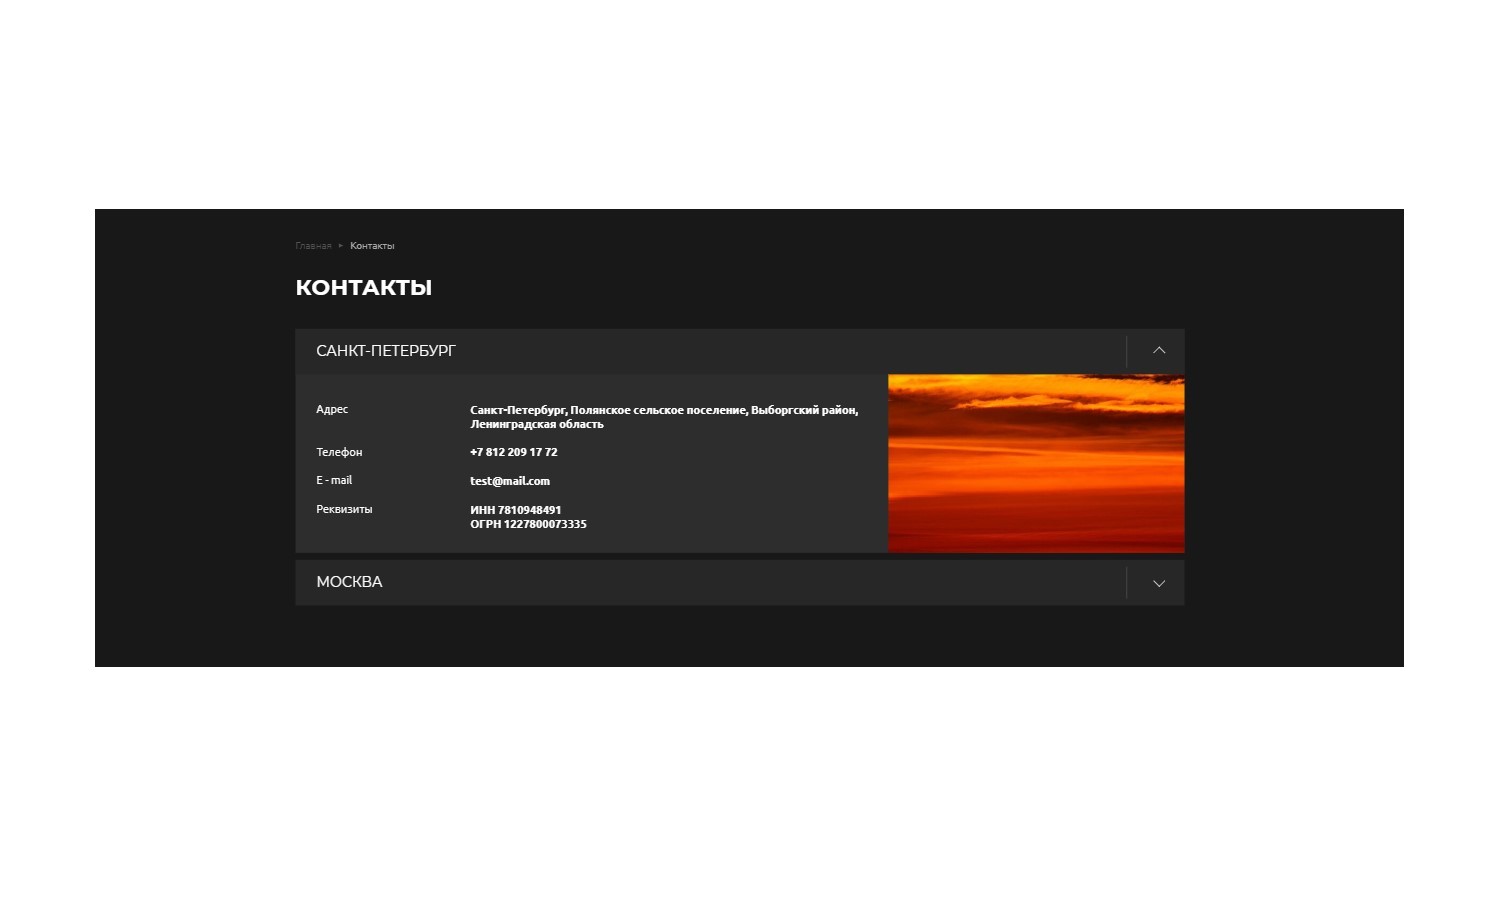 Главная ▸ Контакты
КОНТАКТЫ
САНКТ-ПЕТЕРБУРГ
Адрес
Санкт-Петербург, Полянское сельское поселение, Выборгский район,
Ленинградская область
Телефон
+7 812 209 17 72
E - mail
test@mail.com
Реквизиты
ИНН 7810948491
ОГРН 1227800073335
МОСКВА